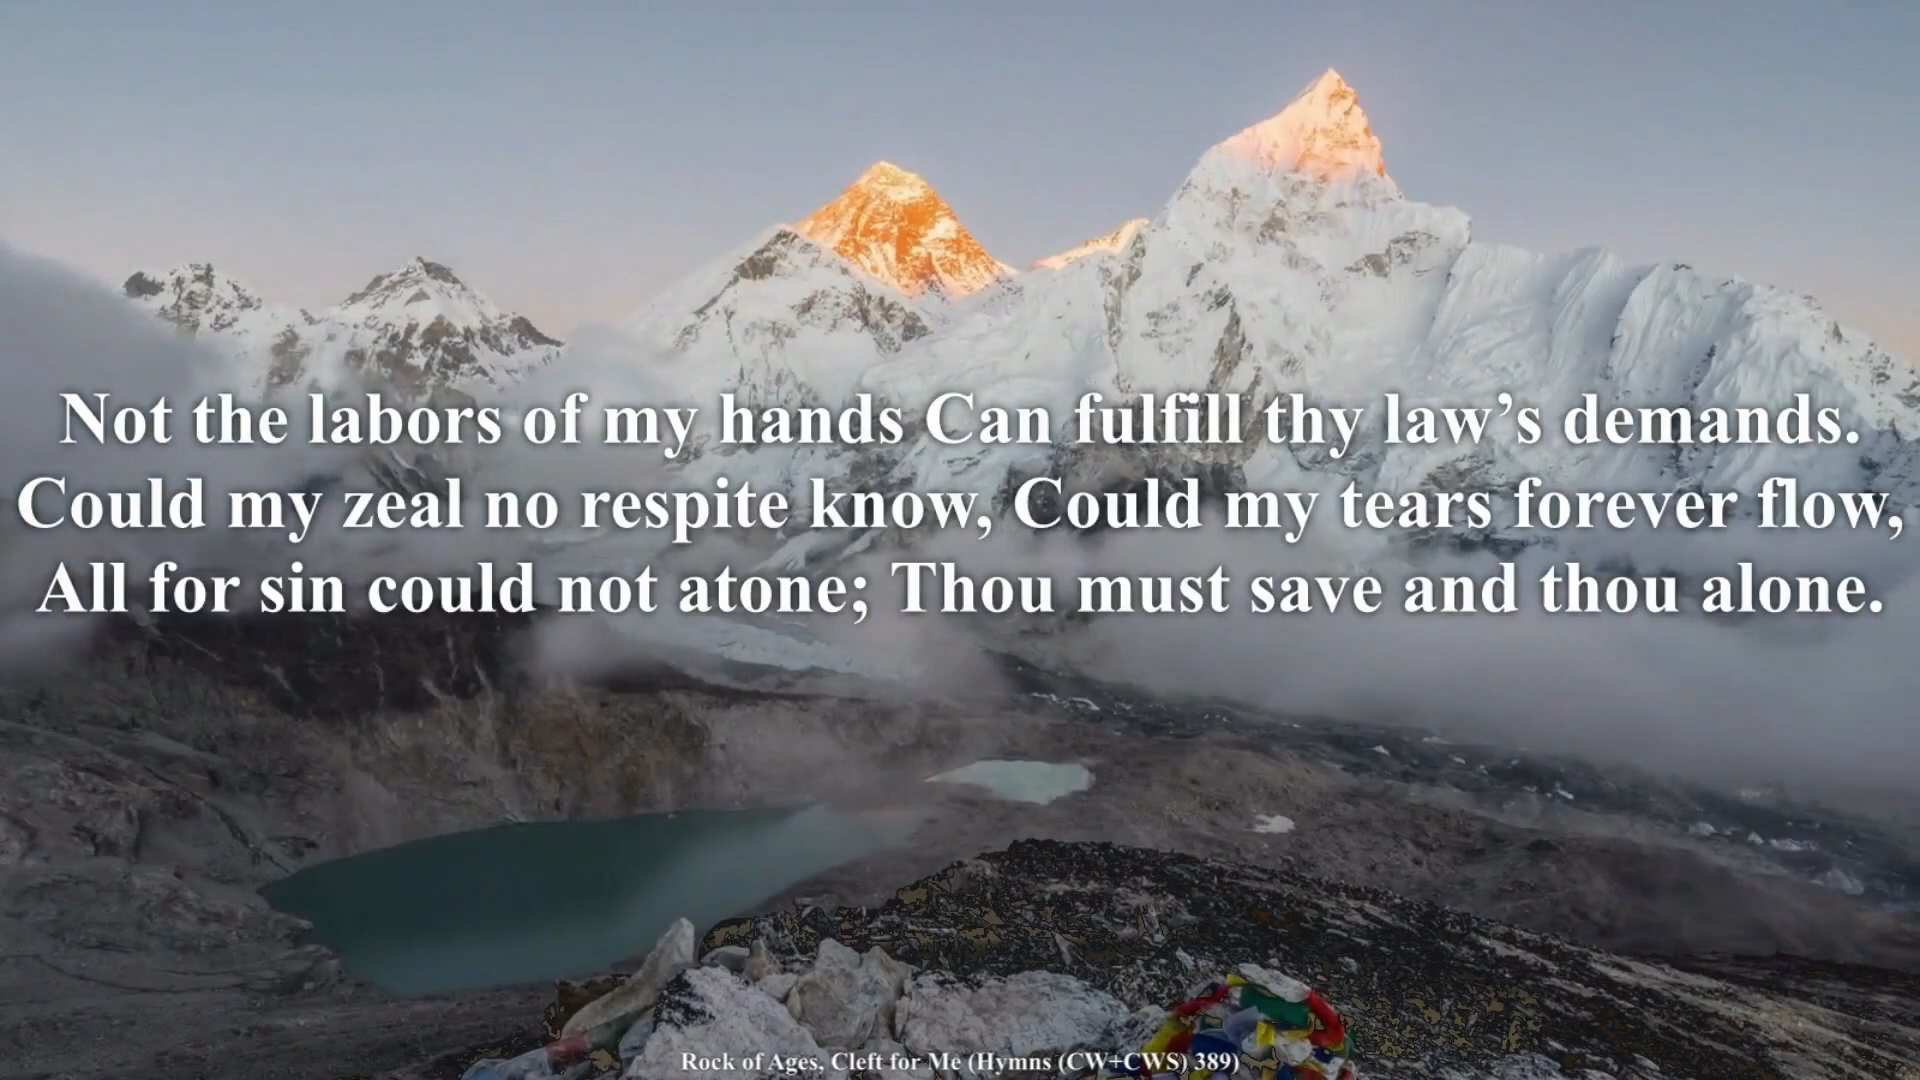 Not the labors of my hands Can fulfill thy law’s demands.
Could my zeal no respite know, Could my tears forever flow,
All for sin could not atone; Thou must save and thou alone.
Rock of Ages, Cleft for Me (Hymns (CW+CWS) 389)